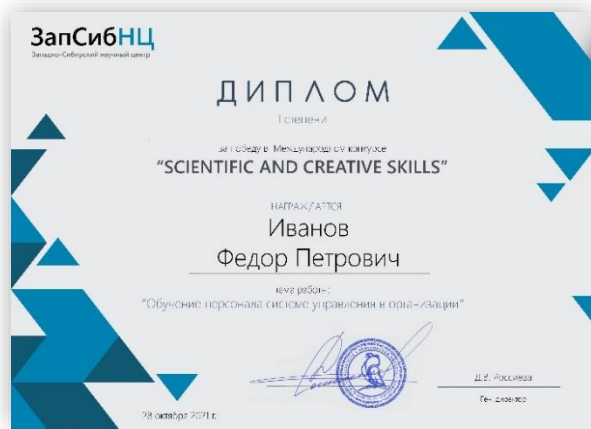 ЗапСибНЦ
Западно-Сибирский научный центр
ДИПЛОМ
I степени
за победу в Международном конкурсе
“SCIENTIFIC AND CREATIVE SKILLS”
НАГРАЖДАЕТСЯ
Иванов
Федор Петрович
тема работы:
“Обучение персонала системе управления в организации”
Д.В.
Ген. директор
28 октября 2021 г.